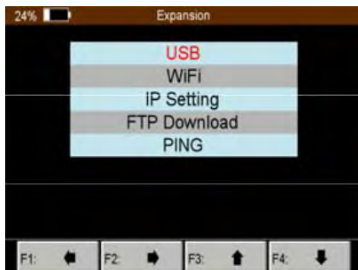 24% Expansion
USB
WiFi
IP Setting
FTP Download
PING
F1: F2: F3: F4: